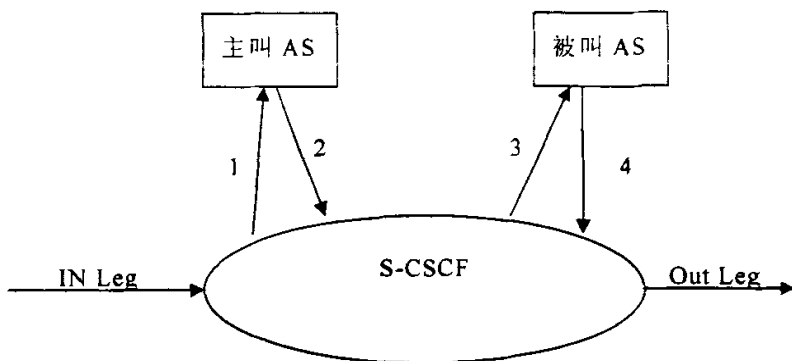 主叫 AS
被叫 AS
1
2
3
4
S-CSCF
IN Leg
Out Leg